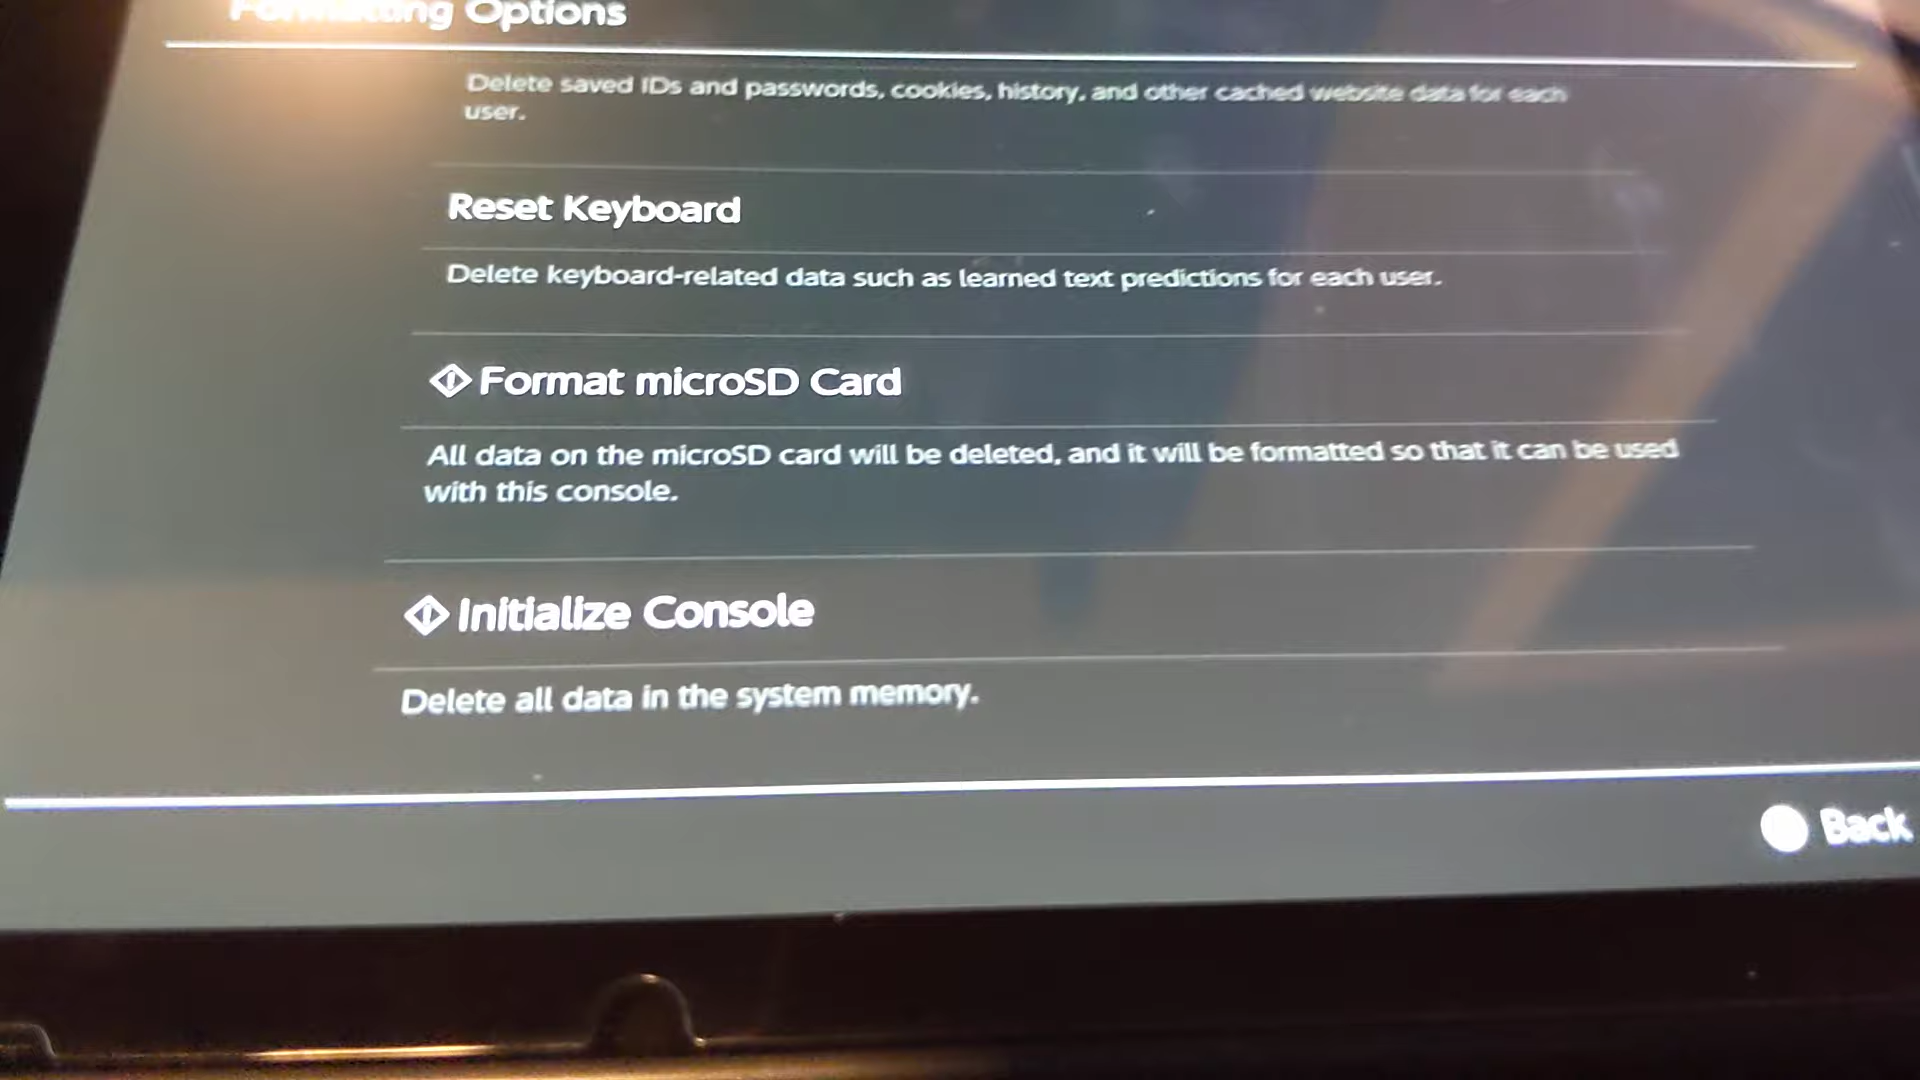 Formatting Options
Delete saved IDs and passwords, cookies, history, and other cached website data for each
user.
Reset Keyboard
Delete keyboard-related data such as learned text predictions for each user.
Format microSD Card
All data on the microSD card will be deleted, and it will be formatted so that it can be used
with this console.
Initialize Console
Delete all data in the system memory.
Back